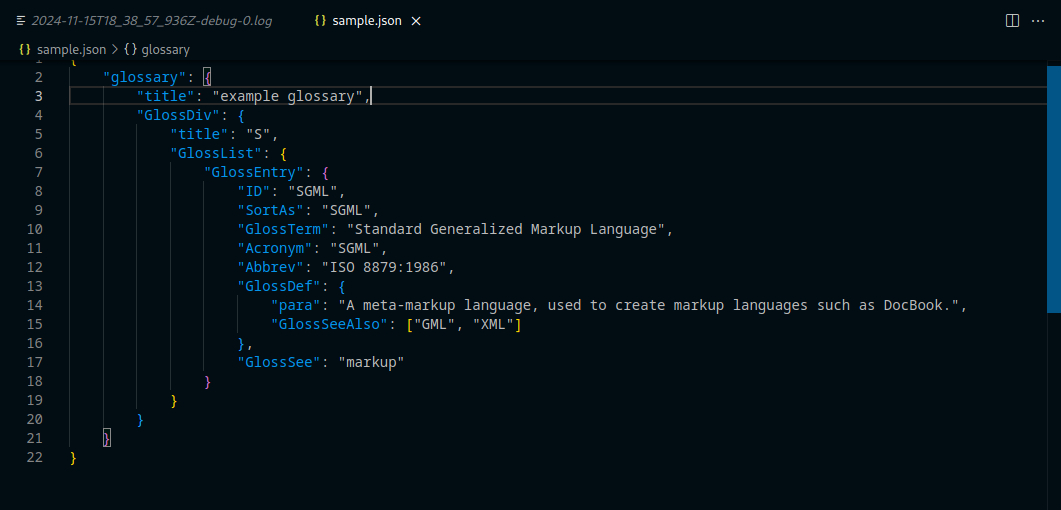 2024-11-15T18_38_57_936Z-debug-0.log {} sample.json ×
{} sample.json > {} glossary
1 {
2 "glossary": {
3 "title": "example glossary",
4 "GlossDiv": {
5 "title": "S",
6 "GlossList": {
7 "GlossEntry": {
8 "ID": "SGML",
9 "SortAs": "SGML",
10 "GlossTerm": "Standard Generalized Markup Language",
11 "Acronym": "SGML",
12 "Abbrev": "ISO 8879:1986",
13 "GlossDef": {
14 "para": "A meta-markup language, used to create markup languages such as DocBook.",
15 "GlossSeeAlso": ["GML", "XML"]
16 },
17 "GlossSee": "markup"
18 }
19 }
20 }
21 }
22 }